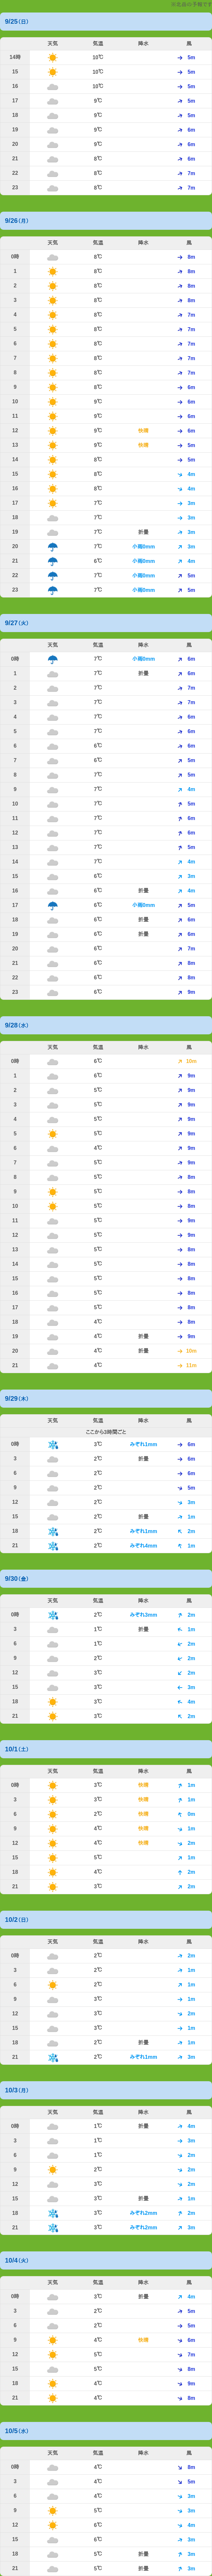 9/25 (日)
天気 気温 降水 風
14時 10℃ 5m
15 10℃ 5m
16 10℃ 5m
17 9℃ 5m
18 9℃ 5m
19 9℃ 6m
20 9℃ 6m
21 8℃ 6m
22 8℃ 7m
23 8℃ 7m
9/26 (月)
天気 気温 降水 風
0時 8℃ 8m
1 8℃ 8m
2 8℃ 8m
3 8℃ 8m
4 8℃ 7m
5 8℃ 7m
6 8℃ 7m
7 8℃ 7m
8 8℃ 7m
9 8℃ 6m
10 9℃ 6m
11 9℃ 6m
12 9℃ 快晴 6m
13 9℃ 快晴 5m
14 8℃ 5m
15 8℃ 4m
16 8℃ 4m
17 7℃ 3m
18 7℃ 3m
19 7℃ 折畳 3m
20 7℃ 小雨0mm 3m
21 6℃ 小雨0mm 4m
22 7℃ 小雨0mm 5m
23 7℃ 小雨0mm 5m
9/27 (火)
天気 気温 降水 風
0時 7℃ 小雨0mm 6m
1 7℃ 折畳 6m
2 7℃ 7m
3 7℃ 7m
4 7℃ 6m
5 7℃ 6m
6 6℃ 6m
7 6℃ 5m
8 7℃ 5m
9 7℃ 4m
10 7℃ 5m
11 7℃ 6m
12 7℃ 6m
13 7℃ 5m
14 7℃ 4m
15 6℃ 3m
16 6℃ 折畳 4m
17 6℃ 小雨0mm 5m
18 6℃ 折畳 6m
19 6℃ 折畳 6m
20 6℃ 7m
21 6℃ 8m
22 6℃ 8m
23 6℃ 9m
9/28 (水)
天気 気温 降水 風
0時 6℃ 10m
1 6℃ 9m
2 5℃ 9m
3 5℃ 9m
4 5℃ 9m
5 5℃ 9m
6 4℃ 9m
7 5℃ 9m
8 5℃ 8m
9 5℃ 8m
10 5℃ 8m
11 5℃ 9m
12 5℃ 9m
13 5℃ 8m
14 5℃ 8m
15 5℃ 8m
16 5℃ 8m
17 5℃ 8m
18 4℃ 8m
19 4℃ 折畳 9m
20 4℃ 折畳 10m
21 4℃ 11m
9/29 (木)
天気 気温 降水 風
ここから3時間ごと
0時 3℃ みぞれ1mm 6m
3 2℃ 折畳 6m
6 2℃ 6m
9 2℃ 5m
12 2℃ 3m
15 2℃ 折畳 1m
18 2℃ みぞれ1mm 2m
21 2℃ みぞれ4mm 1m
9/30 (金)
天気 気温 降水 風
0時 2℃ みぞれ3mm 2m
3 1℃ 折畳 1m
6 1℃ 2m
9 2℃ 2m
12 3℃ 2m
15 3℃ 3m
18 3℃ 4m
21 3℃ 2m
10/1 (土)
天気 気温 降水 風
0時 3℃ 快晴 1m
3 3℃ 快晴 1m
6 2℃ 快晴 0m
9 4℃ 快晴 1m
12 4℃ 快晴 2m
15 5℃ 1m
18 4℃ 2m
21 3℃ 2m
10/2 (日)
天気 気温 降水 風
0時 2℃ 2m
3 2℃ 1m
6 2℃ 1m
9 3℃ 1m
12 3℃ 2m
15 3℃ 1m
18 2℃ 折畳 1m
21 2℃ みぞれ1mm 3m
10/3 (月)
天気 気温 降水 風
0時 1℃ 折畳 4m
3 1℃ 3m
6 1℃ 2m
9 2℃ 2m
12 3℃ 2m
15 3℃ 折畳 1m
18 3℃ みぞれ2mm 2m
21 3℃ みぞれ2mm 3m
10/4 (火)
天気 気温 降水 風
0時 3℃ 折畳 4m
3 2℃ 5m
6 2℃ 5m
9 4℃ 快晴 6m
12 5℃ 7m
15 5℃ 8m
18 4℃ 9m
21 4℃ 8m
10/5 (水)
天気 気温 降水 風
0時 4℃ 8m
3 4℃ 5m
6 4℃ 3m
9 5℃ 3m
12 6℃ 4m
15 6℃ 3m
18 5℃ 折畳 3m
21 5℃ 折畳 3m